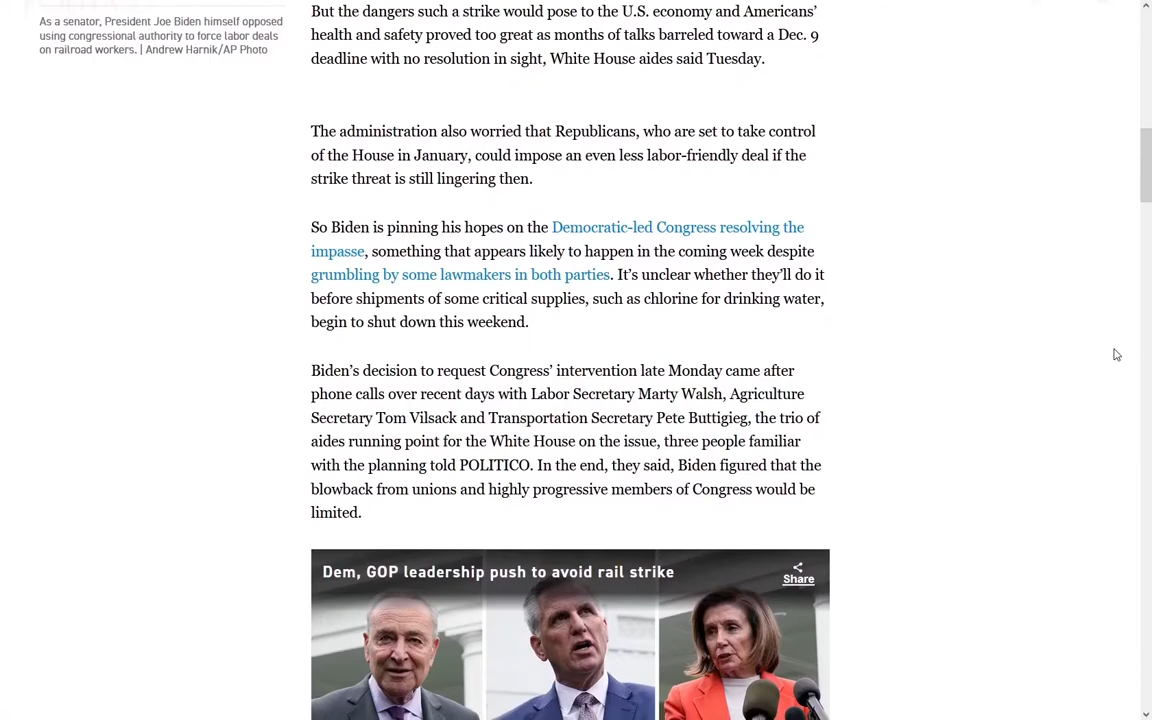 As a senator, President Joe Biden himself opposed
using congressional authority to force labor deals
on railroad workers. | Andrew Harnik/AP Photo
But the dangers such a strike would pose to the U.S. economy and Americans’
health and safety proved too great as months of talks barreled toward a Dec. 9
deadline with no resolution in sight, White House aides said Tuesday.
The administration also worried that Republicans, who are set to take control
of the House in January, could impose an even less labor-friendly deal if the
strike threat is still lingering then.
So Biden is pinning his hopes on the Democratic-led Congress resolving the
impasse, something that appears likely to happen in the coming week despite
grumbling by some lawmakers in both parties. It’s unclear whether they’ll do it
before shipments of some critical supplies, such as chlorine for drinking water,
begin to shut down this weekend.
Biden’s decision to request Congress’ intervention late Monday came after
phone calls over recent days with Labor Secretary Marty Walsh, Agriculture
Secretary Tom Vilsack and Transportation Secretary Pete Buttigieg, the trio of
aides running point for the White House on the issue, three people familiar
with the planning told POLITICO. In the end, they said, Biden figured that the
blowback from unions and highly progressive members of Congress would be
limited.
Dem, GOP leadership push to avoid rail strike
Share